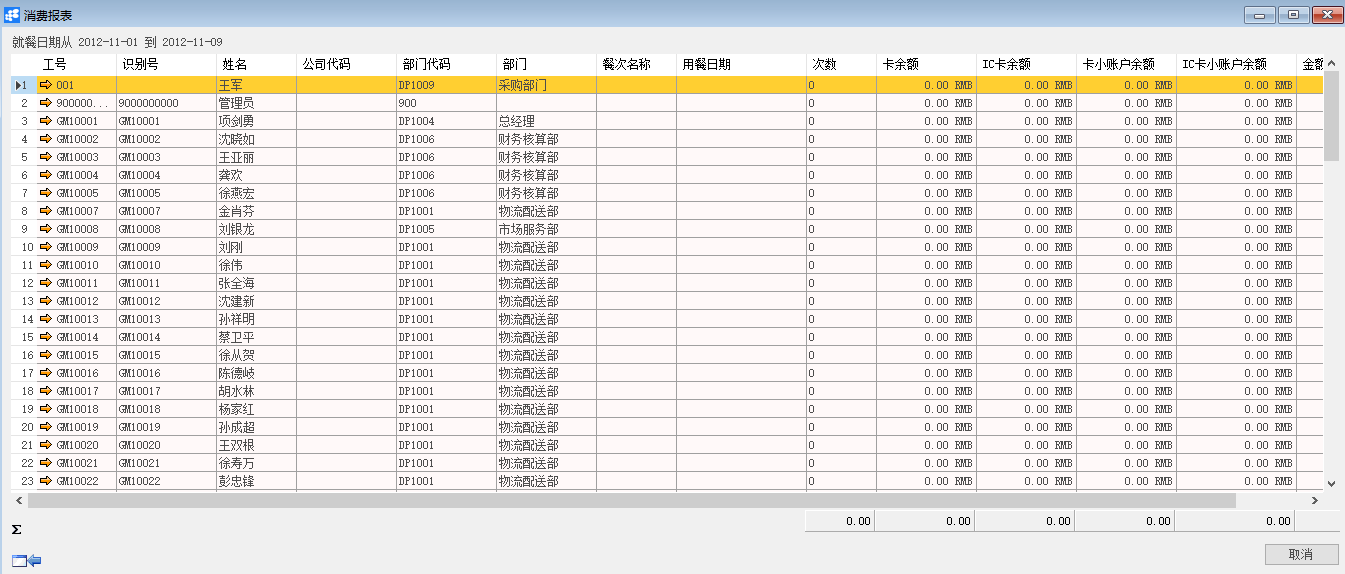 消费报表
就餐日期从 2012-11-01 到 2012-11-09
工号 识别号 姓名 公司代码 部门代码 部门 餐次名称 用餐日期 次数 卡余额 IC卡余额 卡小账户余额 IC卡小账户余额 金额
1 001 王军 DP1009 采购部门 0 0.00 RMB 0.00 RMB 0.00 RMB 0.00 RMB
2 900000... 9000000000 管理员 900 0 0.00 RMB 0.00 RMB 0.00 RMB 0.00 RMB
3 GM10001 GM10001 项剑勇 DP1004 总经理 0 0.00 RMB 0.00 RMB 0.00 RMB 0.00 RMB
4 GM10002 GM10002 沈晓如 DP1006 财务核算部 0 0.00 RMB 0.00 RMB 0.00 RMB 0.00 RMB
5 GM10003 GM10003 王亚丽 DP1006 财务核算部 0 0.00 RMB 0.00 RMB 0.00 RMB 0.00 RMB
6 GM10004 GM10004 龚欢 DP1006 财务核算部 0 0.00 RMB 0.00 RMB 0.00 RMB 0.00 RMB
7 GM10005 GM10005 徐燕宏 DP1006 财务核算部 0 0.00 RMB 0.00 RMB 0.00 RMB 0.00 RMB
8 GM10007 GM10007 金肖芬 DP1001 物流配送部 0 0.00 RMB 0.00 RMB 0.00 RMB 0.00 RMB
9 GM10008 GM10008 刘银龙 DP1005 市场服务部 0 0.00 RMB 0.00 RMB 0.00 RMB 0.00 RMB
10 GM10009 GM10009 刘刚 DP1001 物流配送部 0 0.00 RMB 0.00 RMB 0.00 RMB 0.00 RMB
11 GM10010 GM10010 徐伟 DP1001 物流配送部 0 0.00 RMB 0.00 RMB 0.00 RMB 0.00 RMB
12 GM10011 GM10011 张全海 DP1001 物流配送部 0 0.00 RMB 0.00 RMB 0.00 RMB 0.00 RMB
13 GM10012 GM10012 沈建新 DP1001 物流配送部 0 0.00 RMB 0.00 RMB 0.00 RMB 0.00 RMB
14 GM10013 GM10013 孙祥明 DP1001 物流配送部 0 0.00 RMB 0.00 RMB 0.00 RMB 0.00 RMB
15 GM10014 GM10014 蔡卫平 DP1001 物流配送部 0 0.00 RMB 0.00 RMB 0.00 RMB 0.00 RMB
16 GM10015 GM10015 徐从贺 DP1001 物流配送部 0 0.00 RMB 0.00 RMB 0.00 RMB 0.00 RMB
17 GM10016 GM10016 陈德岐 DP1001 物流配送部 0 0.00 RMB 0.00 RMB 0.00 RMB 0.00 RMB
18 GM10017 GM10017 胡水林 DP1001 物流配送部 0 0.00 RMB 0.00 RMB 0.00 RMB 0.00 RMB
19 GM10018 GM10018 杨家红 DP1001 物流配送部 0 0.00 RMB 0.00 RMB 0.00 RMB 0.00 RMB
20 GM10019 GM10019 孙成超 DP1001 物流配送部 0 0.00 RMB 0.00 RMB 0.00 RMB 0.00 RMB
21 GM10020 GM10020 王双根 DP1001 物流配送部 0 0.00 RMB 0.00 RMB 0.00 RMB 0.00 RMB
22 GM10021 GM10021 徐寿万 DP1001 物流配送部 0 0.00 RMB 0.00 RMB 0.00 RMB 0.00 RMB
23 GM10022 GM10022 彭忠锋 DP1001 物流配送部 0 0.00 RMB 0.00 RMB 0.00 RMB 0.00 RMB
0.00 0.00 0.00 0.00 0.00
Σ
取消